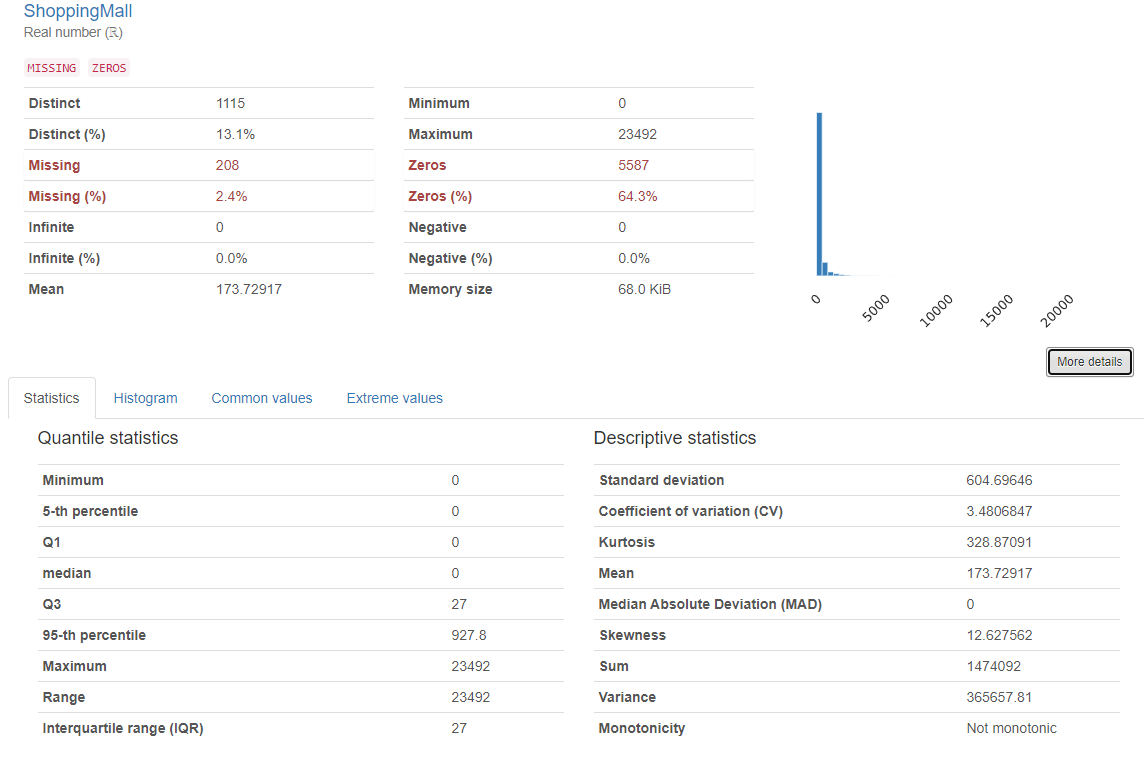 ShoppingMall
Real number (ℝ)
MISSING ZEROS
Distinct 1115
Distinct (%) 13.1%
Missing 208
Missing (%) 2.4%
Infinite 0
Infinite (%) 0.0%
Mean 173.72917
Minimum 0
Maximum 23492
Zeros 5587
Zeros (%) 64.3%
Negative 0
Negative (%) 0.0%
Memory size 68.0 KiB
0 5000 10000 15000 20000
More details
Statistics Histogram Common values Extreme values
Quantile statistics
Minimum 0
5-th percentile 0
Q1 0
median 0
Q3 27
95-th percentile 927.8
Maximum 23492
Range 23492
Interquartile range (IQR) 27
Descriptive statistics
Standard deviation 604.69646
Coefficient of variation (CV) 3.4806847
Kurtosis 328.87091
Mean 173.72917
Median Absolute Deviation (MAD) 0
Skewness 12.627562
Sum 1474092
Variance 365657.81
Monotonicity Not monotonic